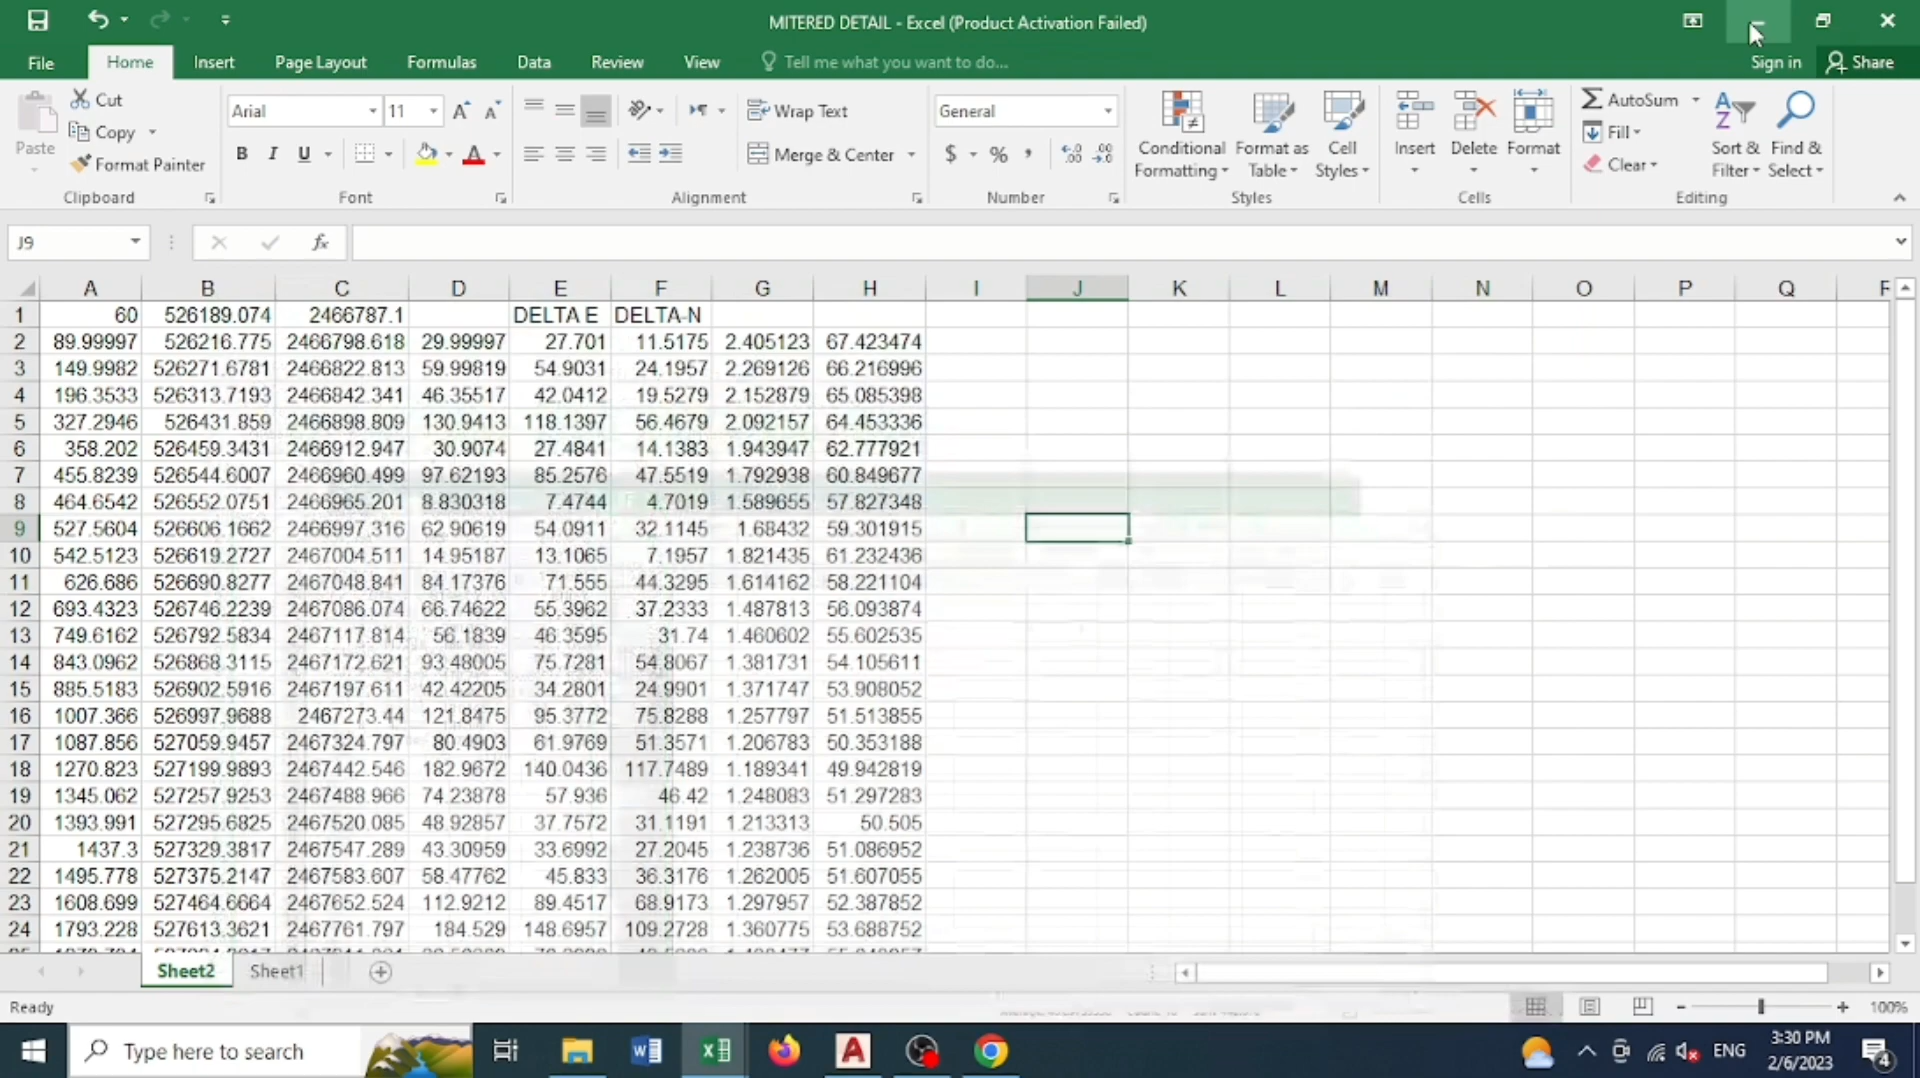 MITERED DETAIL - Excel (Product Activation Failed)
File Home Insert Page Layout Formulas Data Review View Tell me what you want to do... Sign in Share
Cut
Copy
Format Painter
Paste
Clipboard
Arial 11
B I U A
Font
Wrap Text
Merge & Center
Alignment
General
$ % ,
Number
Conditional Formatting
Format as Table
Cell Styles
Styles
Insert Delete Format
Cells
AutoSum
Fill
Clear
Sort & Filter
Find & Select
Editing
J9 fx
A B C D E F G H I J K L M N O P Q
1 60 526189.074 2466787.1 DELTA E DELTA N
2 89.99997 526216.775 2466798.618 29.99997 27.701 11.5175 2.405123 67.423474
3 149.9982 526271.6781 2466822.813 59.99819 54.9031 24.1957 2.269126 66.216996
4 196.3533 526313.7193 2466842.341 46.35517 42.0412 19.5279 2.152879 65.085398
5 327.2946 526431.859 2466898.809 130.9413 118.1397 56.4679 2.092157 64.453336
6 358.202 526459.3431 2466912.947 30.9074 27.4841 14.1383 1.943947 62.777921
7 455.8239 526544.6007 2466960.499 97.62193 85.2576 47.5519 1.792938 60.849677
8 464.6542 526552.0751 2466965.201 8.830318 7.4744 4.7019 1.589655 57.827348
9 527.5604 526606.1662 2466997.316 62.90619 54.0911 32.1145 1.68432 59.301915
10 542.5123 526619.2727 2467004.511 14.95187 13.1065 7.1957 1.821435 61.232436
11 626.686 526690.8277 2467048.841 84.17376 71.555 44.3295 1.614162 58.221104
12 693.4323 526746.2239 2467086.074 66.74622 55.3962 37.2333 1.487813 56.093874
13 749.6162 526792.5834 2467117.814 56.1839 46.3595 31.74 1.460602 55.602535
14 843.0962 526868.3115 2467172.621 93.48005 75.7281 54.8067 1.381731 54.105611
15 885.5183 526902.5916 2467197.611 42.42205 34.2801 24.9901 1.371747 53.908052
16 1007.366 526997.9688 2467273.44 121.8475 95.3772 75.8288 1.257797 51.513855
17 1087.856 527059.9457 2467324.797 80.4903 61.9769 51.3571 1.206783 50.353188
18 1270.823 527199.9893 2467442.546 182.9672 140.0436 117.7489 1.189341 49.942819
19 1345.062 527257.9253 2467488.966 74.23878 57.936 46.42 1.248083 51.297283
20 1393.991 527295.6825 2467520.085 48.92857 37.7572 31.1191 1.213313 50.505
21 1437.3 527329.3817 2467547.289 43.30959 33.6992 27.2045 1.238736 51.086952
22 1495.778 527375.2147 2467583.607 58.47762 45.833 36.3176 1.262005 51.607055
23 1608.699 527464.6664 2467652.524 112.9212 89.4517 68.9173 1.297957 52.387852
24 1793.228 527613.3621 2467761.797 184.529 148.6957 109.2728 1.360775 53.688752
Sheet2 Sheet1
Ready 100%
Type here to search
ENG
3:30 PM
2/6/2023
4